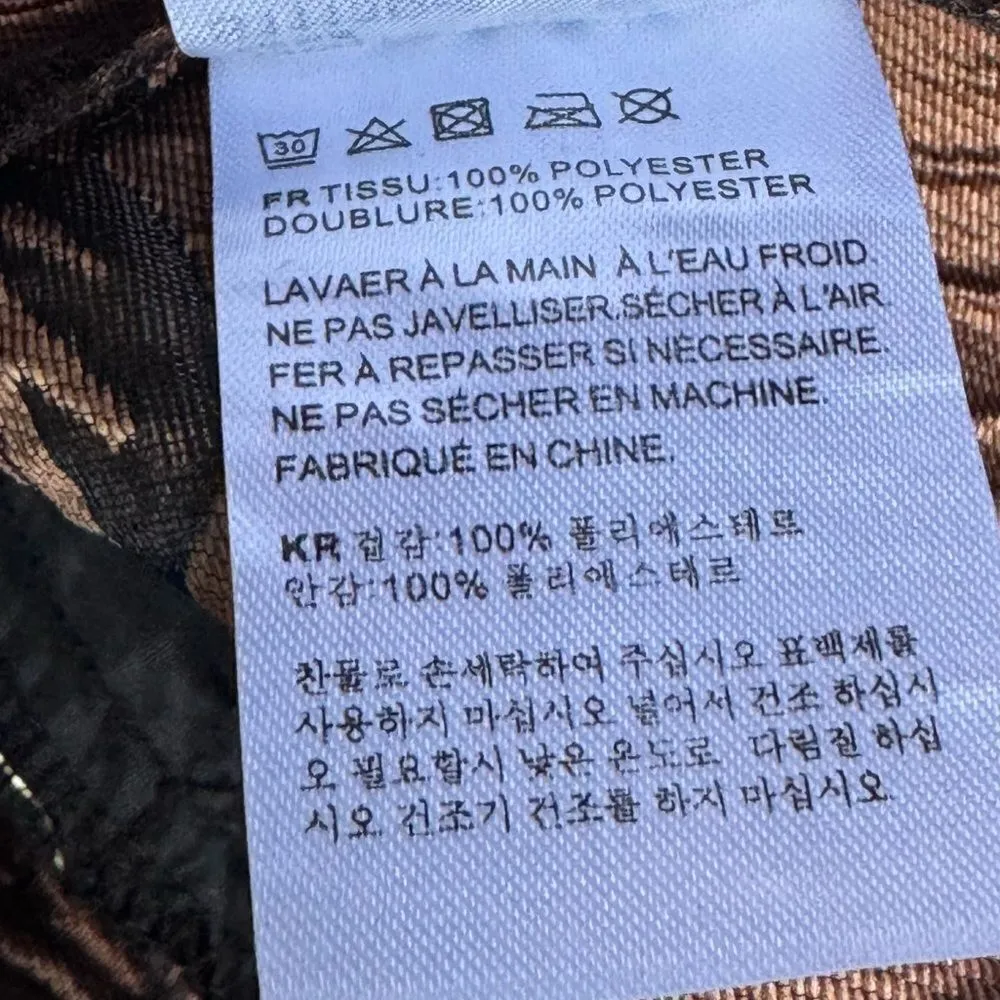 30
FR TISSU:100% POLYESTER
DOUBLURE:100% POLYESTER
LAVAER À LA MAIN À L'EAU FROID.
NE PAS JAVELLISER.SÉCHER À L'AIR.
FER À REPASSER SI NÉCESSAIRE.
NE PAS SÉCHER EN MACHINE.
FABRIQUÉ EN CHINE.
KR 겉감:100% 폴리에스테르
안감:100% 폴리에스테르
찬물로 손세탁하여 주십시오 표백제를
사용하지 마십시오 널어서 건조 하십시
오 필요할시 낮은 온도로 다림질 하십
시오 건조기 건조를 하지 마십시오.